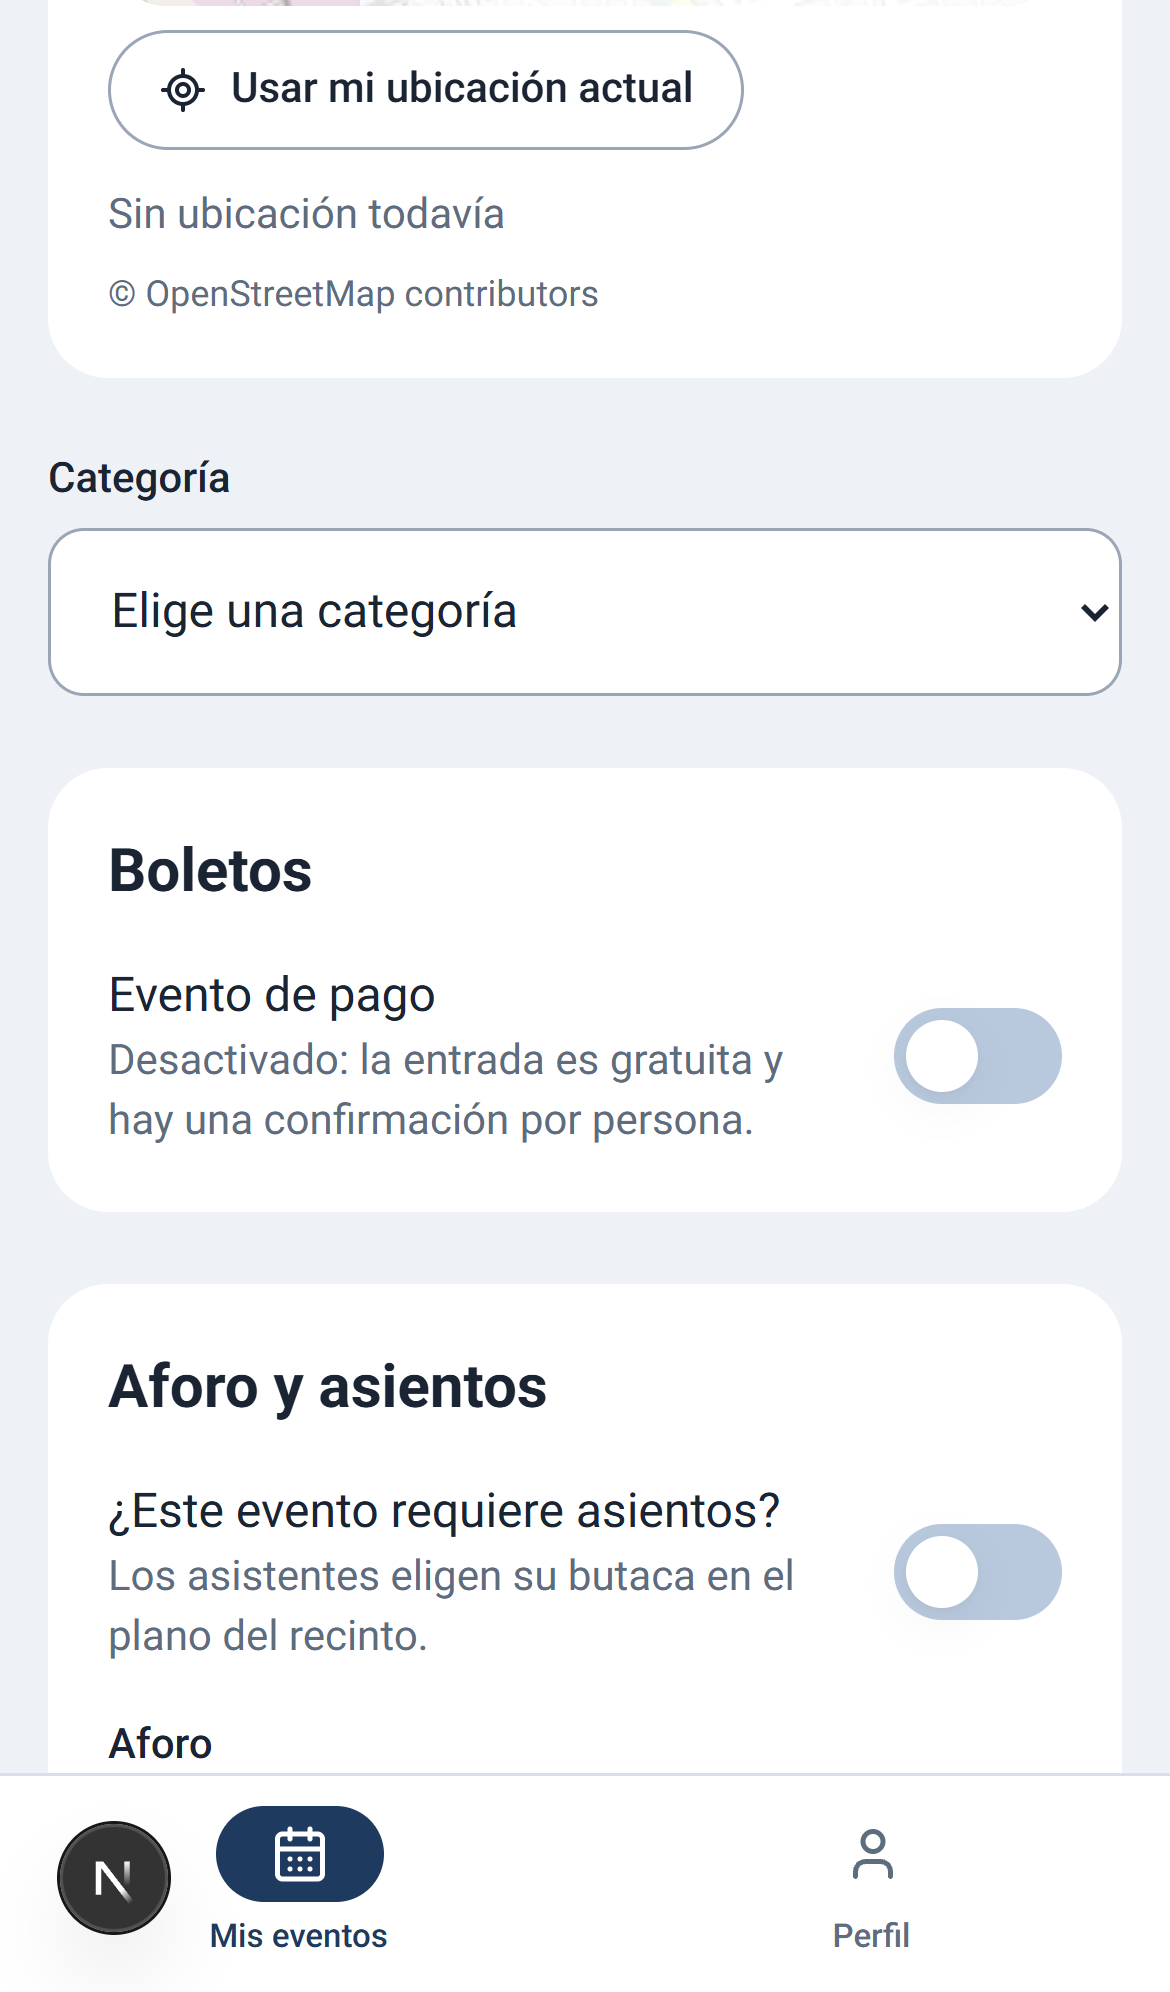 Usar mi ubicación actual
Sin ubicación todavía
© OpenStreetMap contributors
Categoría
Elige una categoría
Boletos
Evento de pago
Desactivado: la entrada es gratuita y
hay una confirmación por persona.
Aforo y asientos
¿Este evento requiere asientos?
Los asistentes eligen su butaca en el
plano del recinto.
Aforo
N
Mis eventos
Perfil